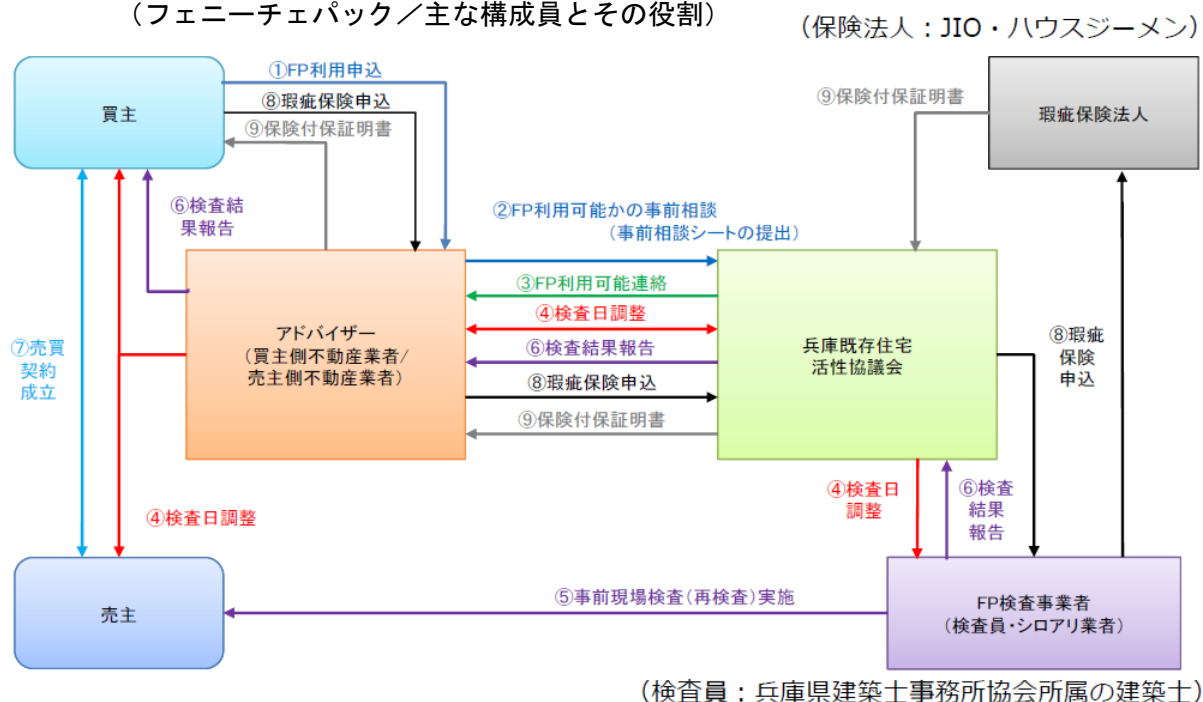 （フェニーチェパック／主な構成員とその役割）
（保険法人：JIO・ハウスジーメン）
買主
①FP利用申込
⑧瑕疵保険申込
⑨保険付保証明書
⑨保険付保証明書
瑕疵保険法人
⑥検査結
果報告
②FP利用可能かの事前相談
（事前相談シートの提出）
③FP利用可能連絡
④検査日調整
⑥検査結果報告
⑧瑕疵保険申込
⑨保険付保証明書
アドバイザー
（買主側不動産業者/
売主側不動産業者）
兵庫既存住宅
活性協議会
⑦売買
契約
成立
⑧瑕疵
保険
申込
④検査日調整
④検査日
調整
⑥検査
結果
報告
売主
⑤事前現場検査（再検査）実施
FP検査事業者
（検査員・シロアリ業者）
（検査員：兵庫県建築士事務所協会所属の建築士）